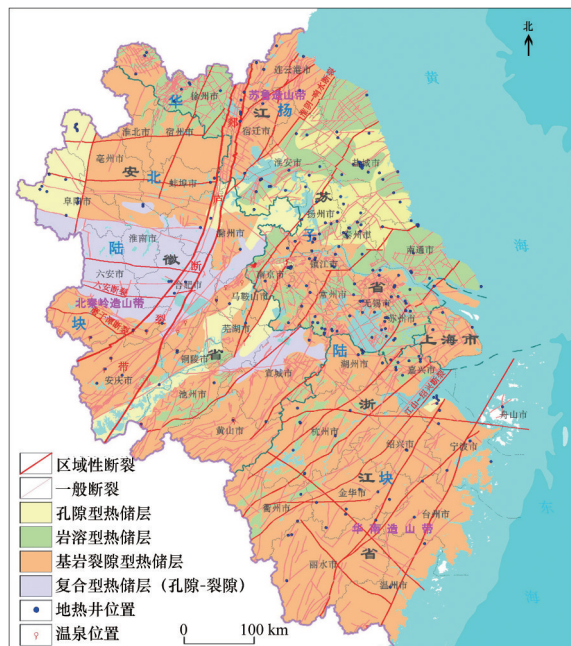 北
黄
海
东
海
华
北
陆
块
扬
子
陆
块
江
苏
省
安
徽
省
浙
江
省
上海市
苏鲁造山带
北秦岭造山带
华南造山带
郯
庐
断
裂
带
六安断裂
连云港市
徐州市
宿迁市
淮北市
宿州市
亳州市
蚌埠市
阜阳市
淮安市
盐城市
扬州市
淮南市
滁州市
南通市
镇江市
南京市
六安市
合肥市
马鞍山市
常州市
无锡市
苏州市
芜湖市
铜陵市
安庆市
池州市
宣城市
湖州市
嘉兴市
黄山市
杭州市
绍兴市
宁波市
舟山市
金华市
衢州市
台州市
丽水市
温州市
区域性断裂
一般断裂
孔隙型热储层
岩溶型热储层
基岩裂隙型热储层
复合型热储层（孔隙-裂隙）
地热井位置
温泉位置
0 100 km